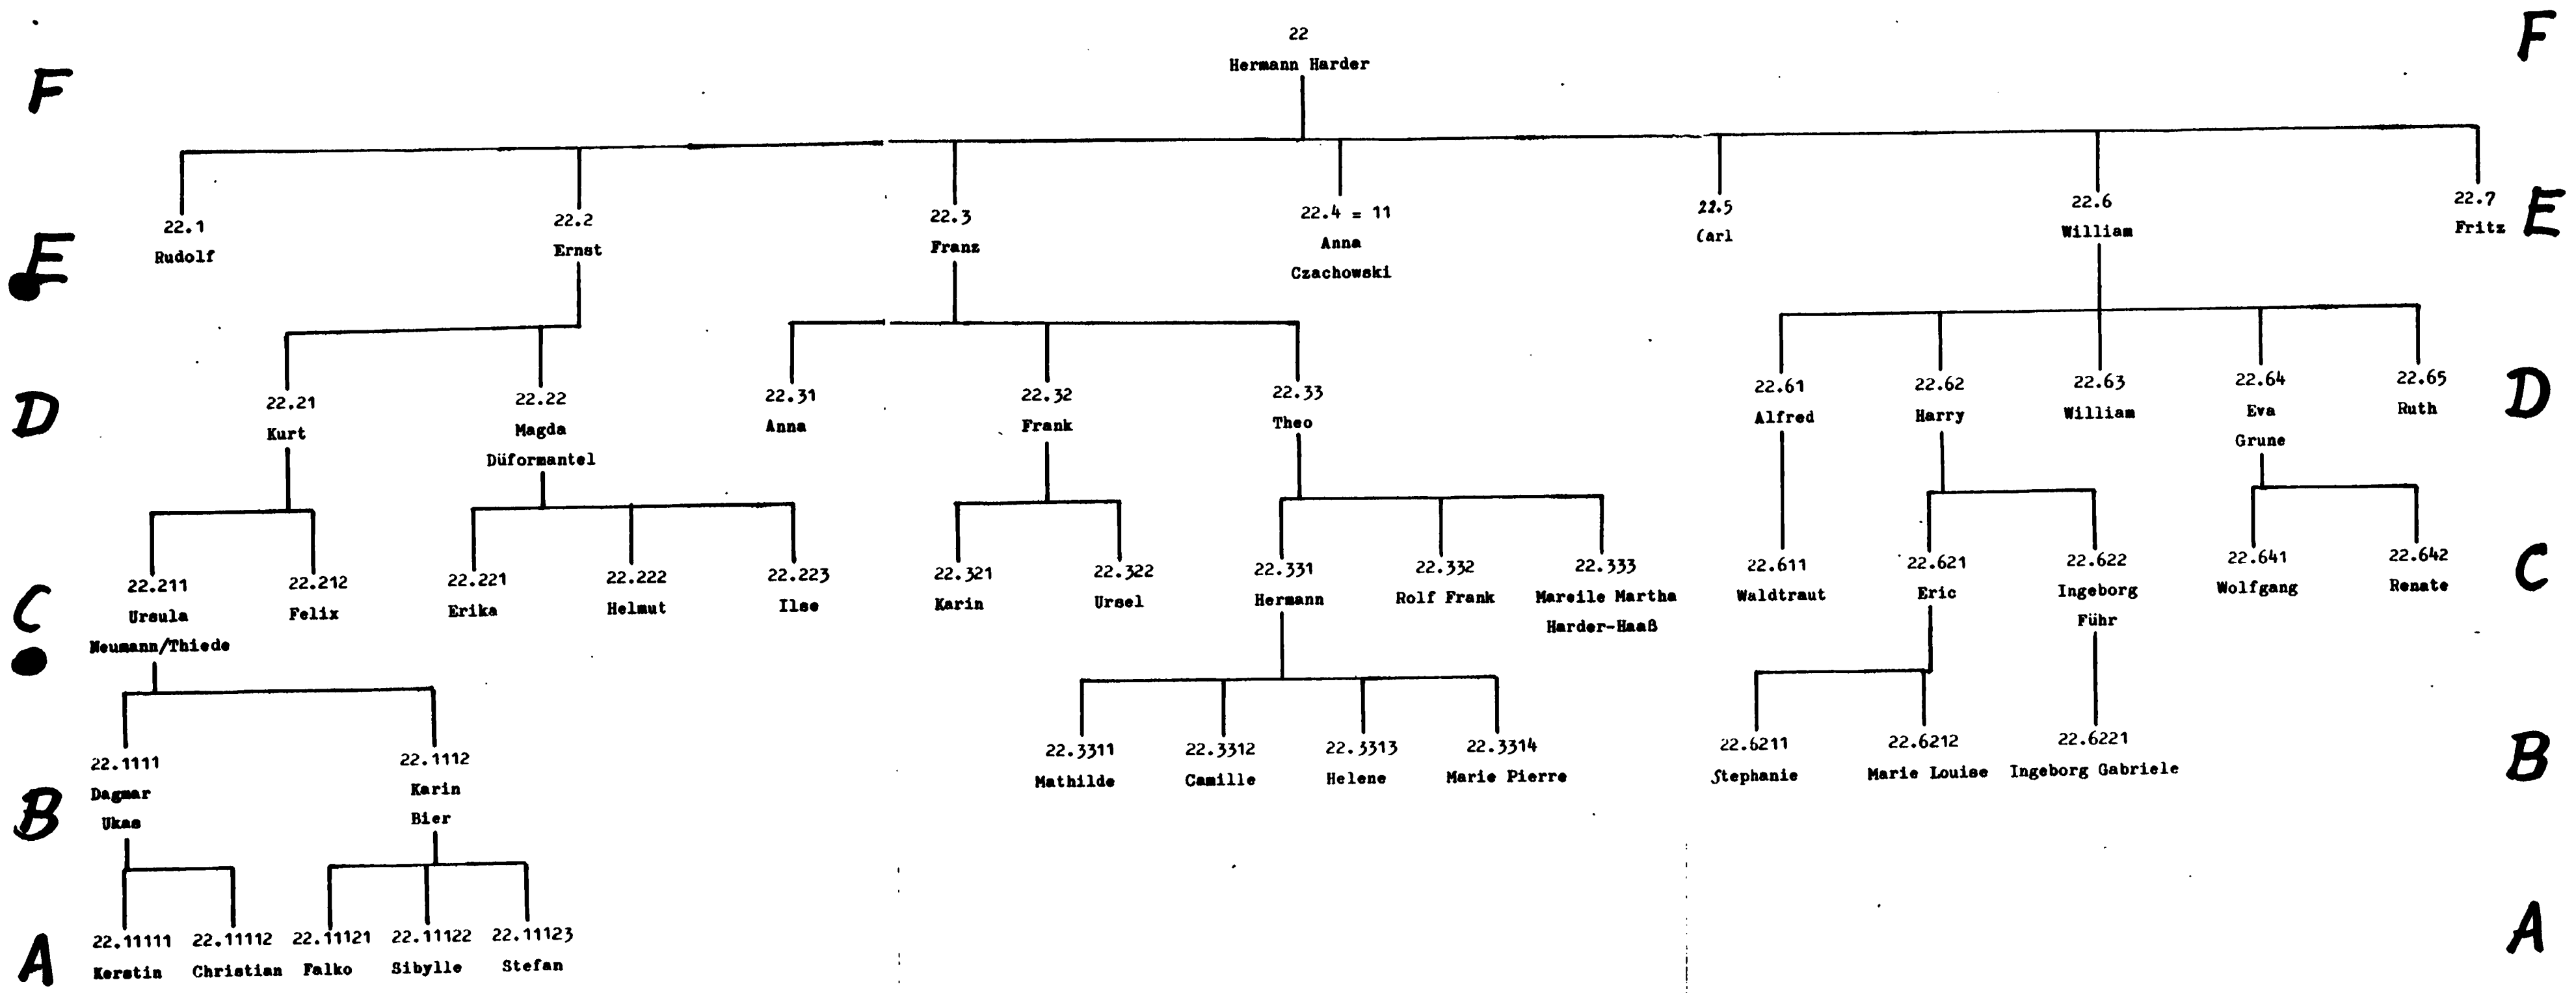 22
Hermann Harder
F
F
22.1
Rudolf
22.2
Ernst
22.3
Franz
22.4 = 11
Anna
Czachowski
22.5
Carl
22.6
William
22.7
Fritz
E
E
22.21
Kurt
22.22
Magda
Düformantel
22.31
Anna
22.32
Frank
22.33
Theo
22.61
Alfred
22.62
Harry
22.63
William
22.64
Eva
Grune
22.65
Ruth
D
D
22.211
Ursula
Neumann/Thiede
22.212
Felix
22.221
Erika
22.222
Helmut
22.223
Ilse
22.321
Karin
22.322
Ursel
22.331
Hermann
22.332
Rolf Frank
22.333
Mareile Martha
Harder-Haaß
22.611
Waldtraut
22.621
Eric
22.622
Ingeborg
Führ
22.641
Wolfgang
22.642
Renate
C
C
22.1111
Dagmar
Ukas
22.1112
Karin
Bier
22.3311
Mathilde
22.3312
Camille
22.3313
Helene
22.3314
Marie Pierre
22.6211
Stephanie
22.6212
Marie Louise
22.6221
Ingeborg Gabriele
B
B
22.11111
Kerstin
22.11112
Christian
22.11121
Falko
22.11122
Sibylle
22.11123
Stefan
A
A